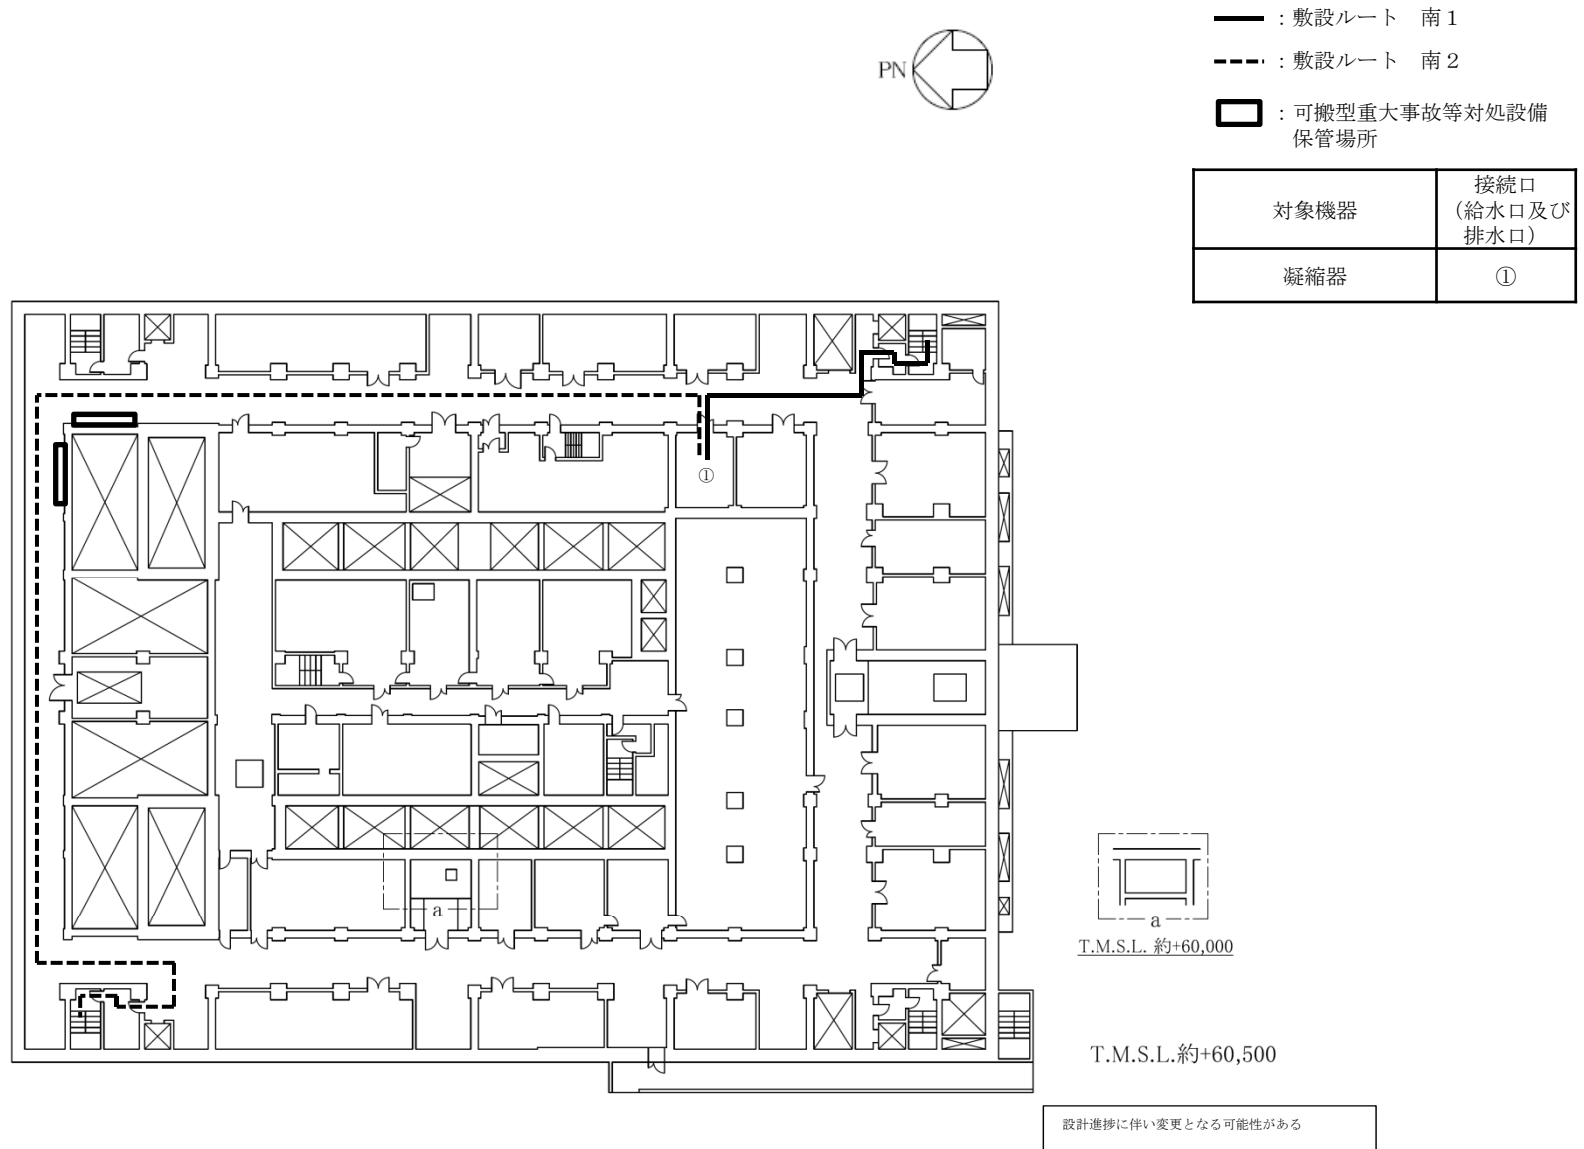 ：敷設ルート　南１
：敷設ルート　南２
：可搬型重大事故等対処設備
保管場所
PN
対象機器
接続口
（給水口及び
排水口）
凝縮器
①
①
a
a
T.M.S.L. 約+60,000
T.M.S.L.約+60,500
設計進捗に伴い変更となる可能性がある